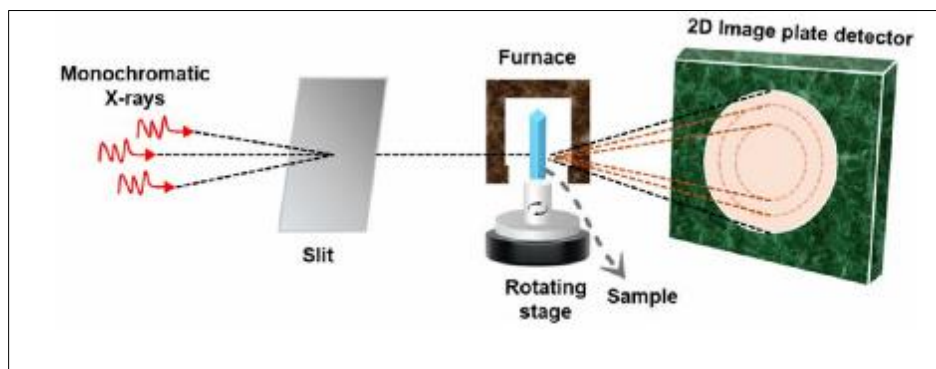 2D Image plate detector
Monochromatic
X-rays
Furnace
Slit
Rotating
stage
Sample